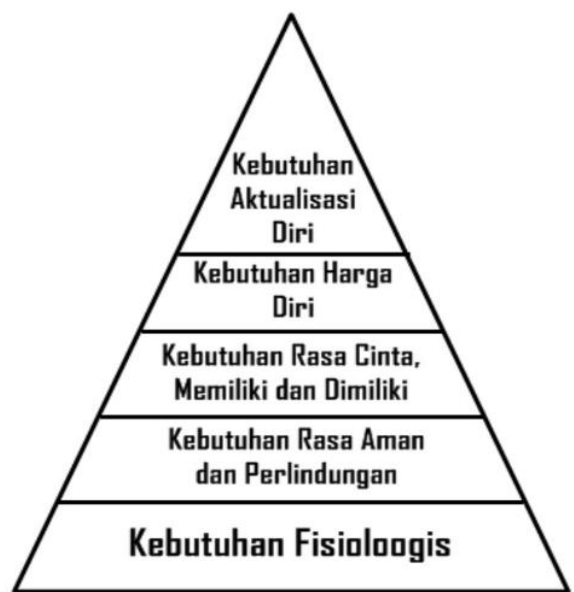 Kebutuhan
Aktualisasi
Diri
Kebutuhan Harga
Diri
Kebutuhan Rasa Cinta,
Memiliki dan Dimiliki
Kebutuhan Rasa Aman
dan Perlindungan
Kebutuhan Fisioloogis